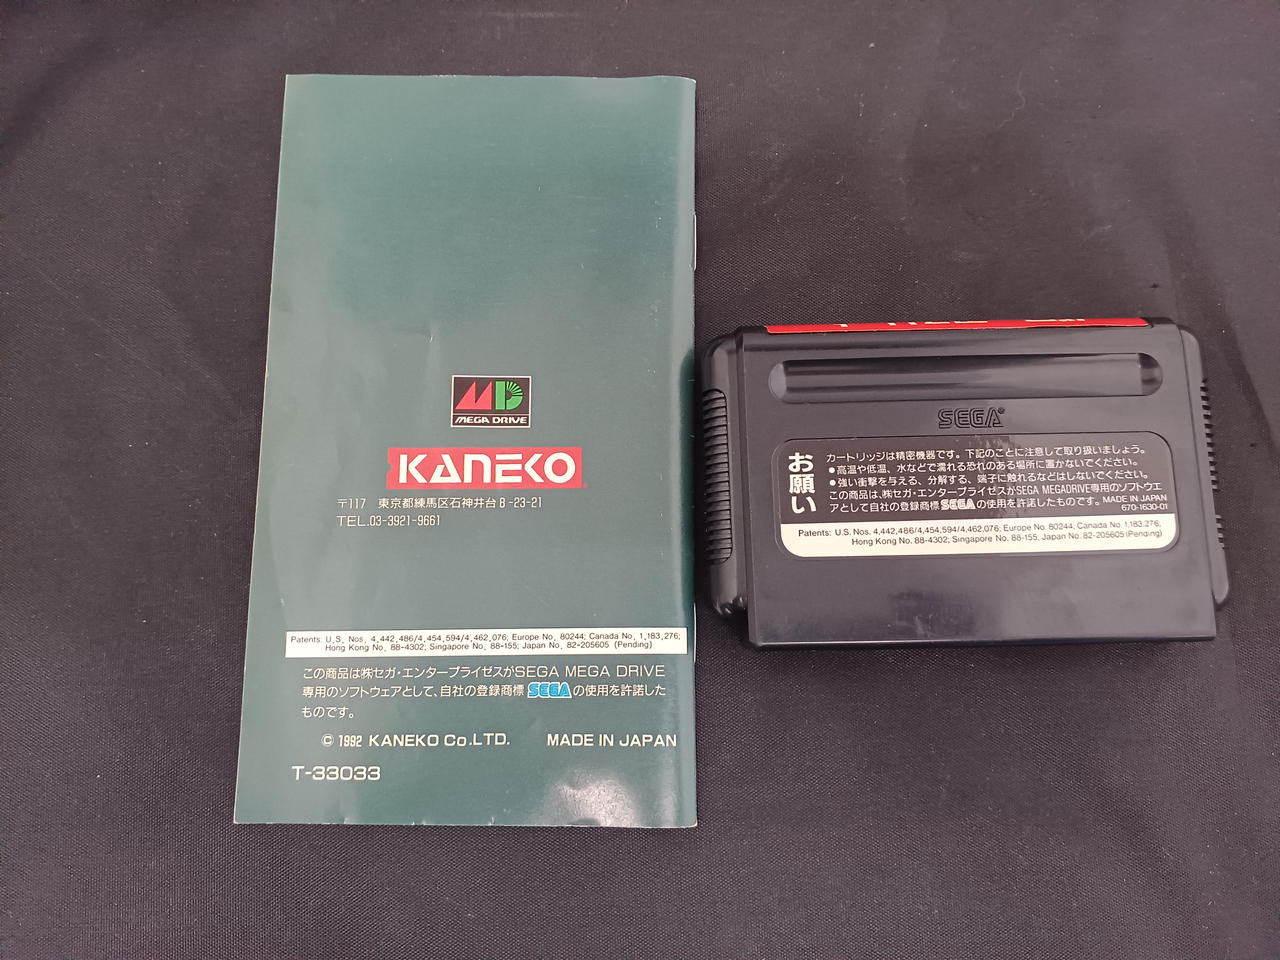 MEGA DRIVE
KANEKO
〒117 東京都練馬区石神井台8-23-21
TEL.03-3921-9661
Patents: U.S. Nos. 4,442,486/4,454,594/4,462,076; Europe No. 80244; Canada No. 1,183,276;
Hong Kong No. 88-4302; Singapore No. 88-155; Japan No. 82-205605 (Pending)
この商品は㈱セガ・エンタープライゼスがSEGA MEGA DRIVE
専用のソフトウェアとして、自社の登録商標 SEGA の使用を許諾した
ものです。
© 1992 KANEKO Co.LTD. MADE IN JAPAN
T-33033
SEGA®
お願い
カートリッジは精密機器です。下記のことに注意して取り扱いましょう。
●高温や低温、水などで濡れる恐れのある場所に置かないでください。
●強い衝撃を与える、分解する、端子に触れるなどはしないでください。
この商品は、㈱セガ・エンタープライゼスがSEGA MEGADRIVE専用のソフトウエ
アとして自社の登録商標SEGAの使用を許諾したものです。MADE IN JAPAN
670-1630-01
Patents: U.S. Nos. 4,442,486/4,454,594/4,462,076; Europe No. 80244; Canada No. 1,183,276;
Hong Kong No. 88-4302; Singapore No. 88-155, Japan No. 82-205605 (Pending)